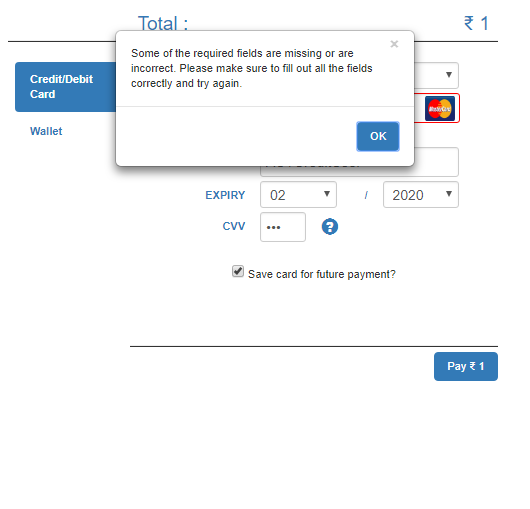 Total : ₹ 1
×
Some of the required fields are missing or are
incorrect. Please make sure to fill out all the fields
correctly and try again.
OK
Credit/Debit
Card
Wallet
MasterCard
EXPIRY 02 / 2020
CVV •••
?
Save card for future payment?
Pay ₹ 1